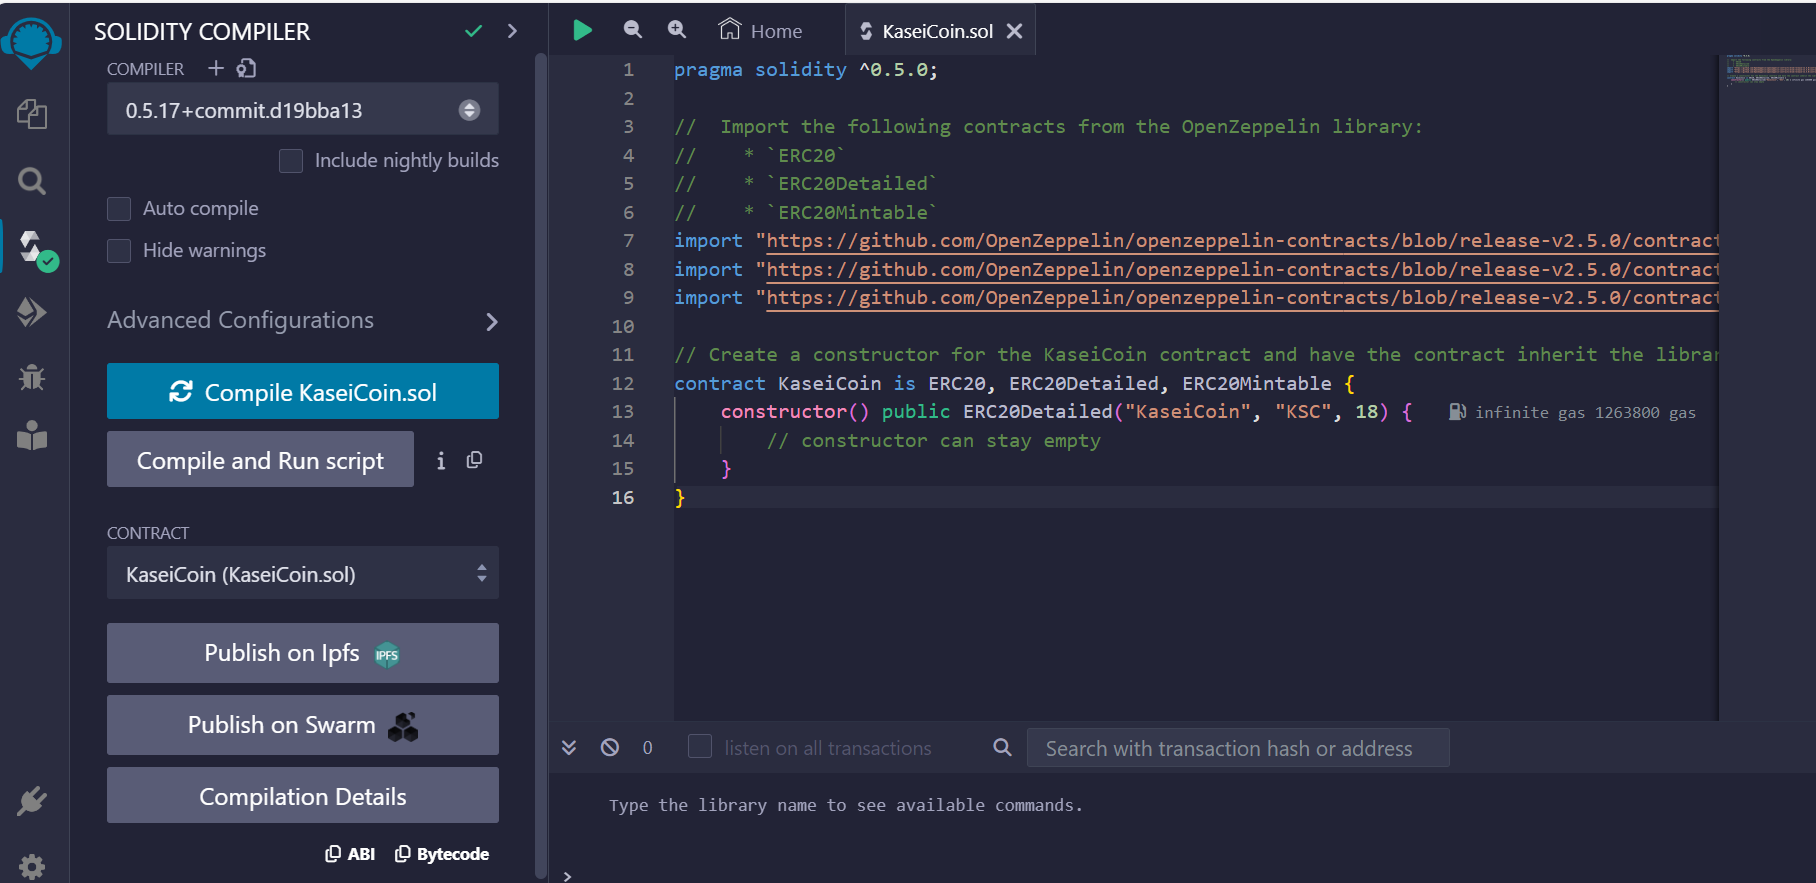 SOLIDITY COMPILER
COMPILER
0.5.17+commit.d19bba13
Include nightly builds
Auto compile
Hide warnings
Advanced Configurations
Compile KaseiCoin.sol
Compile and Run script
i
CONTRACT
KaseiCoin (KaseiCoin.sol)
Publish on Ipfs IPFS
Publish on Swarm
Compilation Details
ABI Bytecode
Home KaseiCoin.sol
1 pragma solidity ^0.5.0;
2
3 //  Import the following contracts from the OpenZeppelin library:
4 //    * `ERC20`
5 //    * `ERC20Detailed`
6 //    * `ERC20Mintable`
7 import "https://github.com/OpenZeppelin/openzeppelin-contracts/blob/release-v2.5.0/contract
8 import "https://github.com/OpenZeppelin/openzeppelin-contracts/blob/release-v2.5.0/contract
9 import "https://github.com/OpenZeppelin/openzeppelin-contracts/blob/release-v2.5.0/contract
10
11 // Create a constructor for the KaseiCoin contract and have the contract inherit the librar
12 contract KaseiCoin is ERC20, ERC20Detailed, ERC20Mintable {
13     constructor() public ERC20Detailed("KaseiCoin", "KSC", 18) { infinite gas 1263800 gas
14         // constructor can stay empty
15     }
16 }
0 listen on all transactions Search with transaction hash or address
Type the library name to see available commands.
>